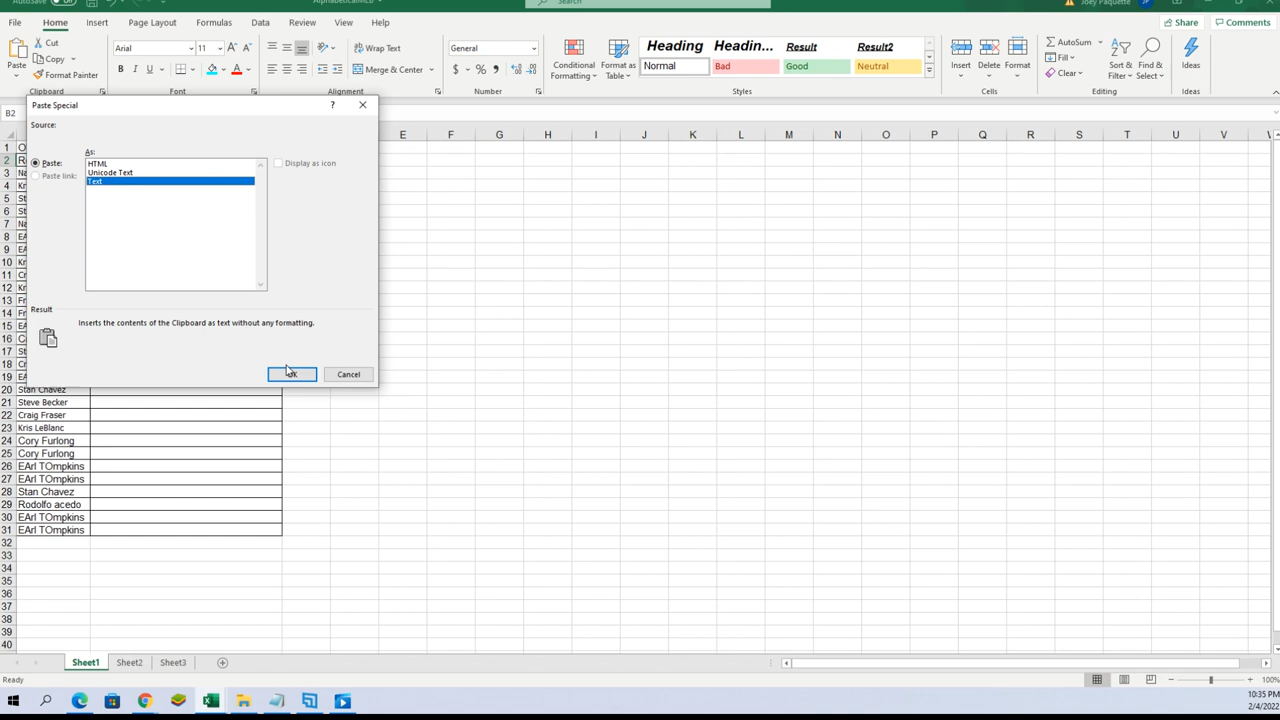 Search
Joey Paquette
File Home Insert Page Layout Formulas Data Review View Help Share Comments
Cut Arial 11 Wrap Text General Heading Headin... Result Result2 AutoSum
Copy Fill
Paste Format Painter B I U Merge & Center $ % Conditional Formatting Format as Table Normal Bad Good Neutral Insert Delete Format Clear Sort & Filter Find & Select Ideas
Clipboard Font Alignment Number Styles Cells Editing Ideas
B2
Paste Special ?
Source:
As:
Paste: HTML
Paste link: Unicode Text
Text
Display as icon
Result
Inserts the contents of the Clipboard as text without any formatting.
OK Cancel
E F G H I J K L M N O P Q R S T U V
1
2
3
4
5
6
7
8
9
10
11
12
13
14
15
16
17
18
19
20 Stan Chavez
21 Steve Becker
22 Craig Fraser
23 Kris LeBlanc
24 Cory Furlong
25 Cory Furlong
26 EArl TOmpkins
27 EArl TOmpkins
28 Stan Chavez
29 Rodolfo acedo
30 EArl TOmpkins
31 EArl TOmpkins
32
33
34
35
36
37
38
39
40
Sheet1 Sheet2 Sheet3
Ready 100%
10:35 PM
2/4/2022